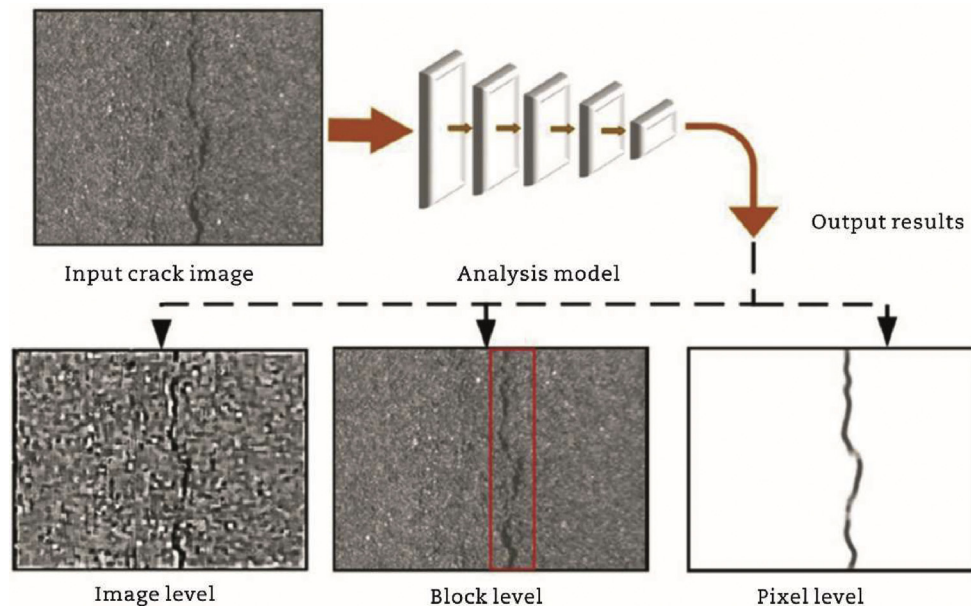 Output results
Input crack image
Analysis model
Image level
Block level
Pixel level